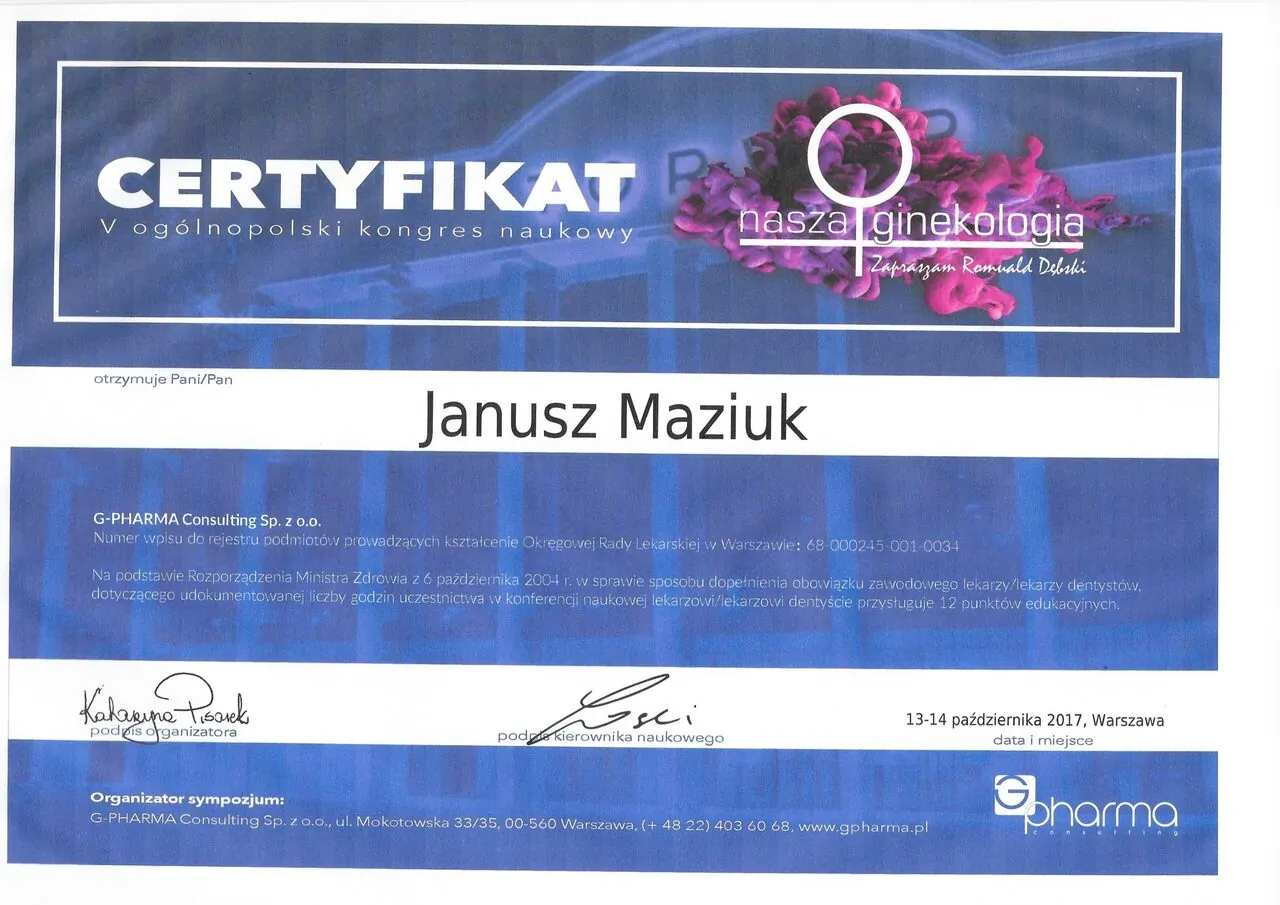 CERTYFIKAT
V ogólnopolski kongres naukowy
nasza ginekologia
Zapraszam Romuald Dębski
otrzymuje Pani/Pan
Janusz Maziuk
G-PHARMA Consulting Sp. z o.o.
Numer wpisu do rejestru podmiotów prowadzących kształcenie Okręgowej Rady Lekarskiej w Warszawie: 68-000245-001-0034
Na podstawie Rozporządzenia Ministra Zdrowia z 6 października 2004 r. w sprawie sposobu dopełnienia obowiązku zawodowego lekarzy/lekarzy dentystów,
dotyczącego udokumentowanej liczby godzin uczestnictwa w konferencji naukowej lekarzowi/lekarzowi dentyście przysługuje 12 punktów edukacyjnych.
Katarzyna Pisarek
podpis organizatora
podpis kierownika naukowego
13-14 października 2017, Warszawa
data i miejsce
Organizator sympozjum:
G-PHARMA Consulting Sp. z o.o., ul. Mokotowska 33/35, 00-560 Warszawa, (+ 48 22) 403 60 68, www.gpharma.pl
Gpharma
consulting